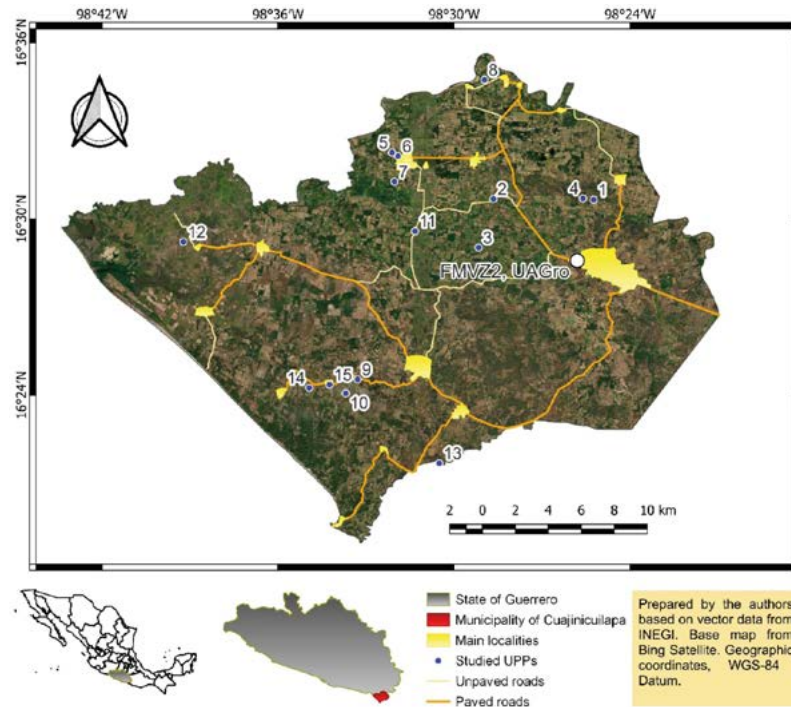 98°42'W 98°36'W 98°30'W 98°24'W
16°36'N
8
5 6
7
2 4 1
16°30'N
11
12
3
FMVZ2, UAGro
14 15 9
16°24'N
10
13
2 0 2 4 6 8 10 km
State of Guerrero
Municipality of Cuajinicuilapa
Main localities
Studied UPPs
Unpaved roads
Paved roads
Prepared by the authors
based on vector data from
INEGI. Base map from
Bing Satellite. Geographic
coordinates, WGS-84
Datum.